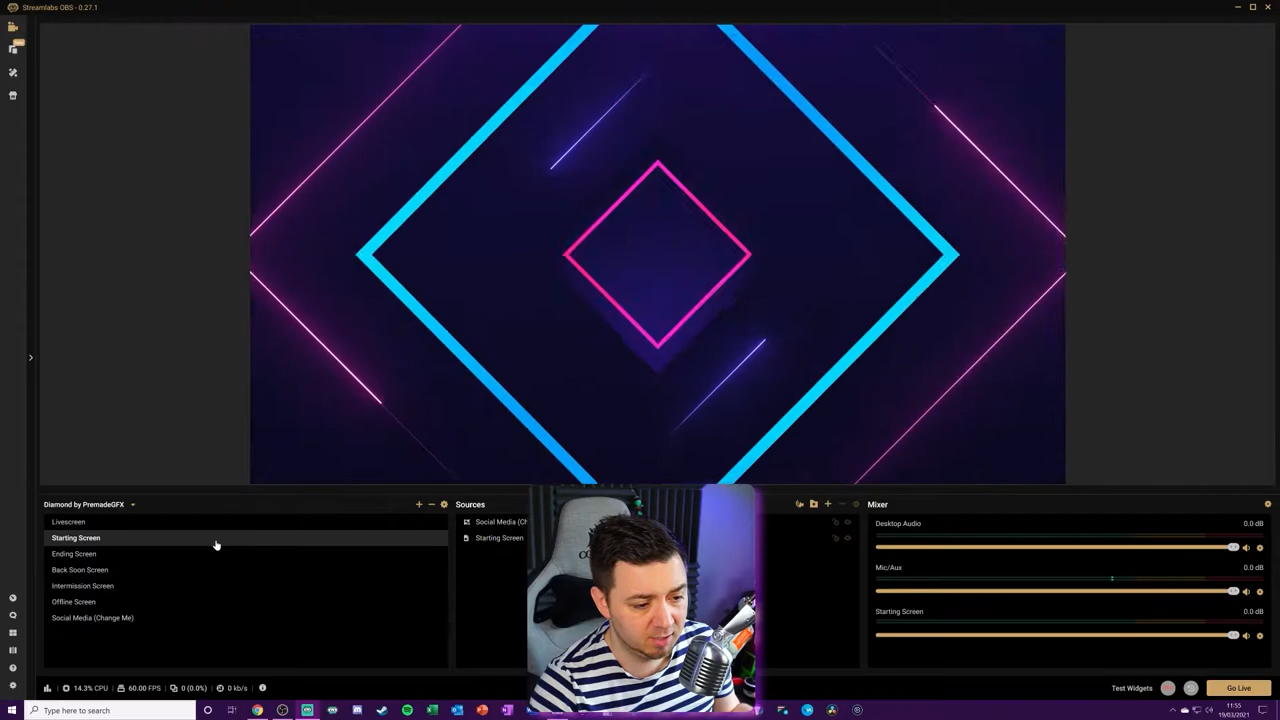 Streamlabs OBS - 0.27.1
Diamond by PremadeGFX
Livescreen
Starting Screen
Ending Screen
Back Soon Screen
Intermission Screen
Offline Screen
Social Media (Change Me)
Sources
Social Media (Ch
Starting Screen
Mixer
Desktop Audio 0.0 dB
Mic/Aux 0.0 dB
Starting Screen 0.0 dB
14.3% CPU 60.00 FPS 0 (0.0%) 0 kb/s
Test Widgets
Go Live
Type here to search
11:55
19/03/2021